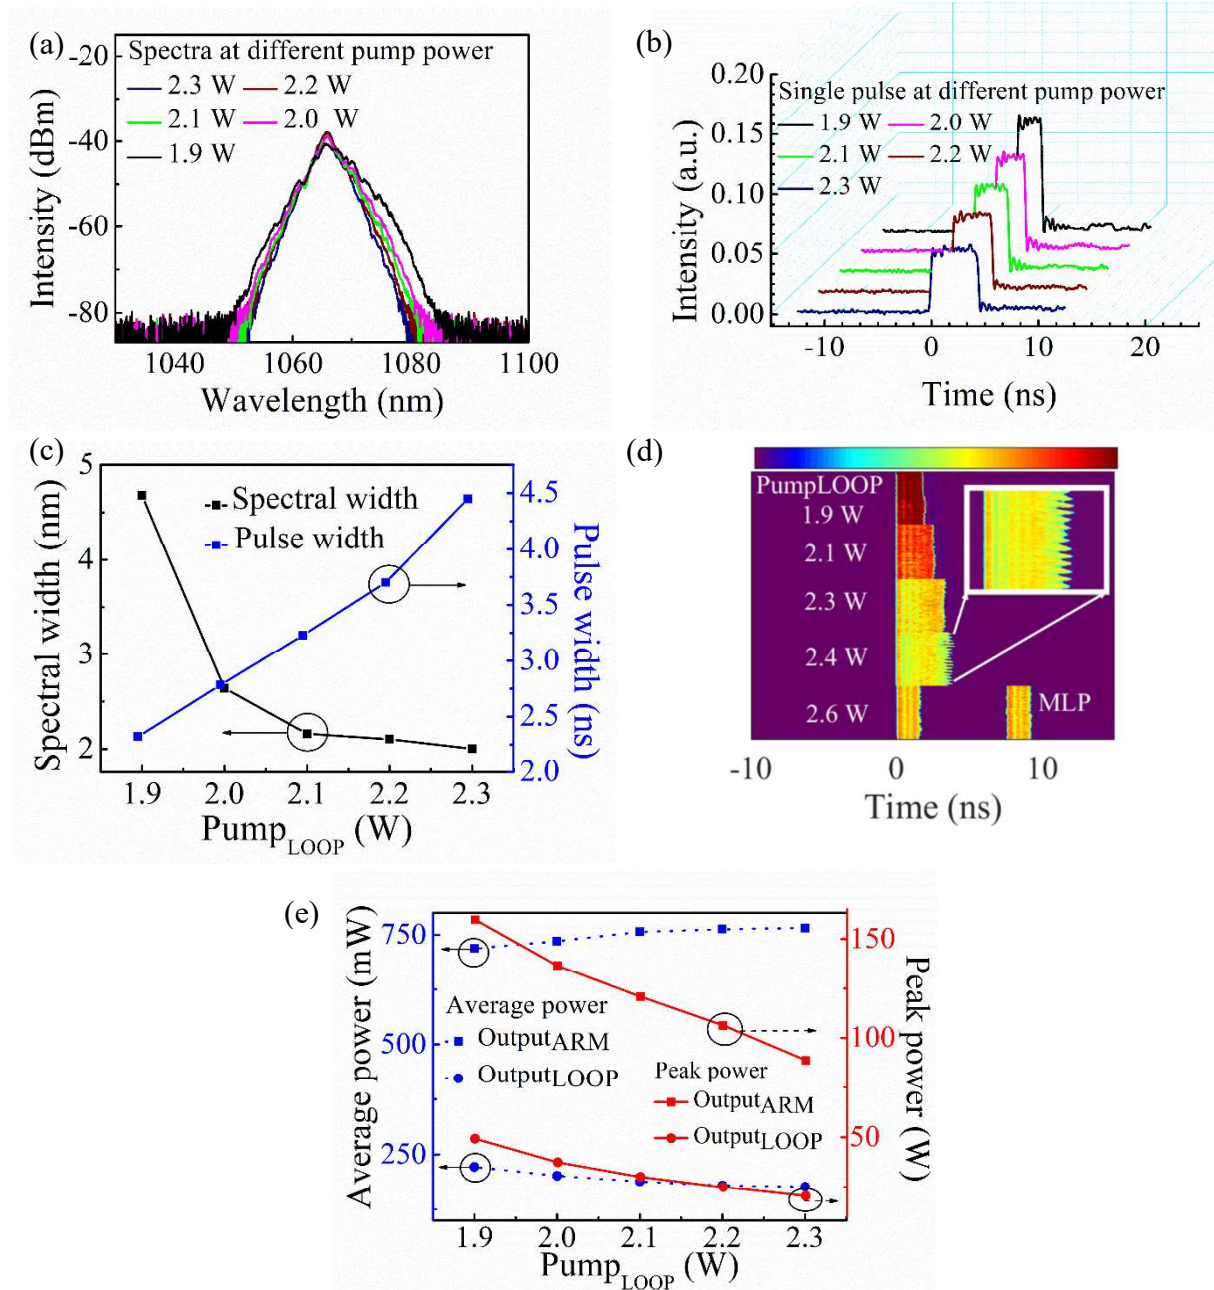 (a)
Spectra at different pump power
2.3 W 2.2 W
2.1 W 2.0 W
1.9 W
-20
-40
-60
-80
Intensity (dBm)
1040 1060 1080 1100
Wavelength (nm)
(b)
Single pulse at different pump power
1.9 W 2.0 W
2.1 W 2.2 W
2.3 W
0.20
0.15
0.10
0.05
0.00
Intensity (a.u.)
-10 0 10 20
Time (ns)
(c)
Spectral width
Pulse width
5
4
3
2
Spectral width (nm)
4.5
4.0
3.5
3.0
2.5
2.0
Pulse width (ns)
1.9 2.0 2.1 2.2 2.3
PumpLOOP (W)
(d)
PumpLOOP
1.9 W
2.1 W
2.3 W
2.4 W
2.6 W
MLP
-10 0 10
Time (ns)
(e)
750
500
250
Average power (mW)
Average power
OutputARM
OutputLOOP
Peak power
OutputARM
OutputLOOP
150
100
50
Peak power (W)
1.9 2.0 2.1 2.2 2.3
PumpLOOP (W)